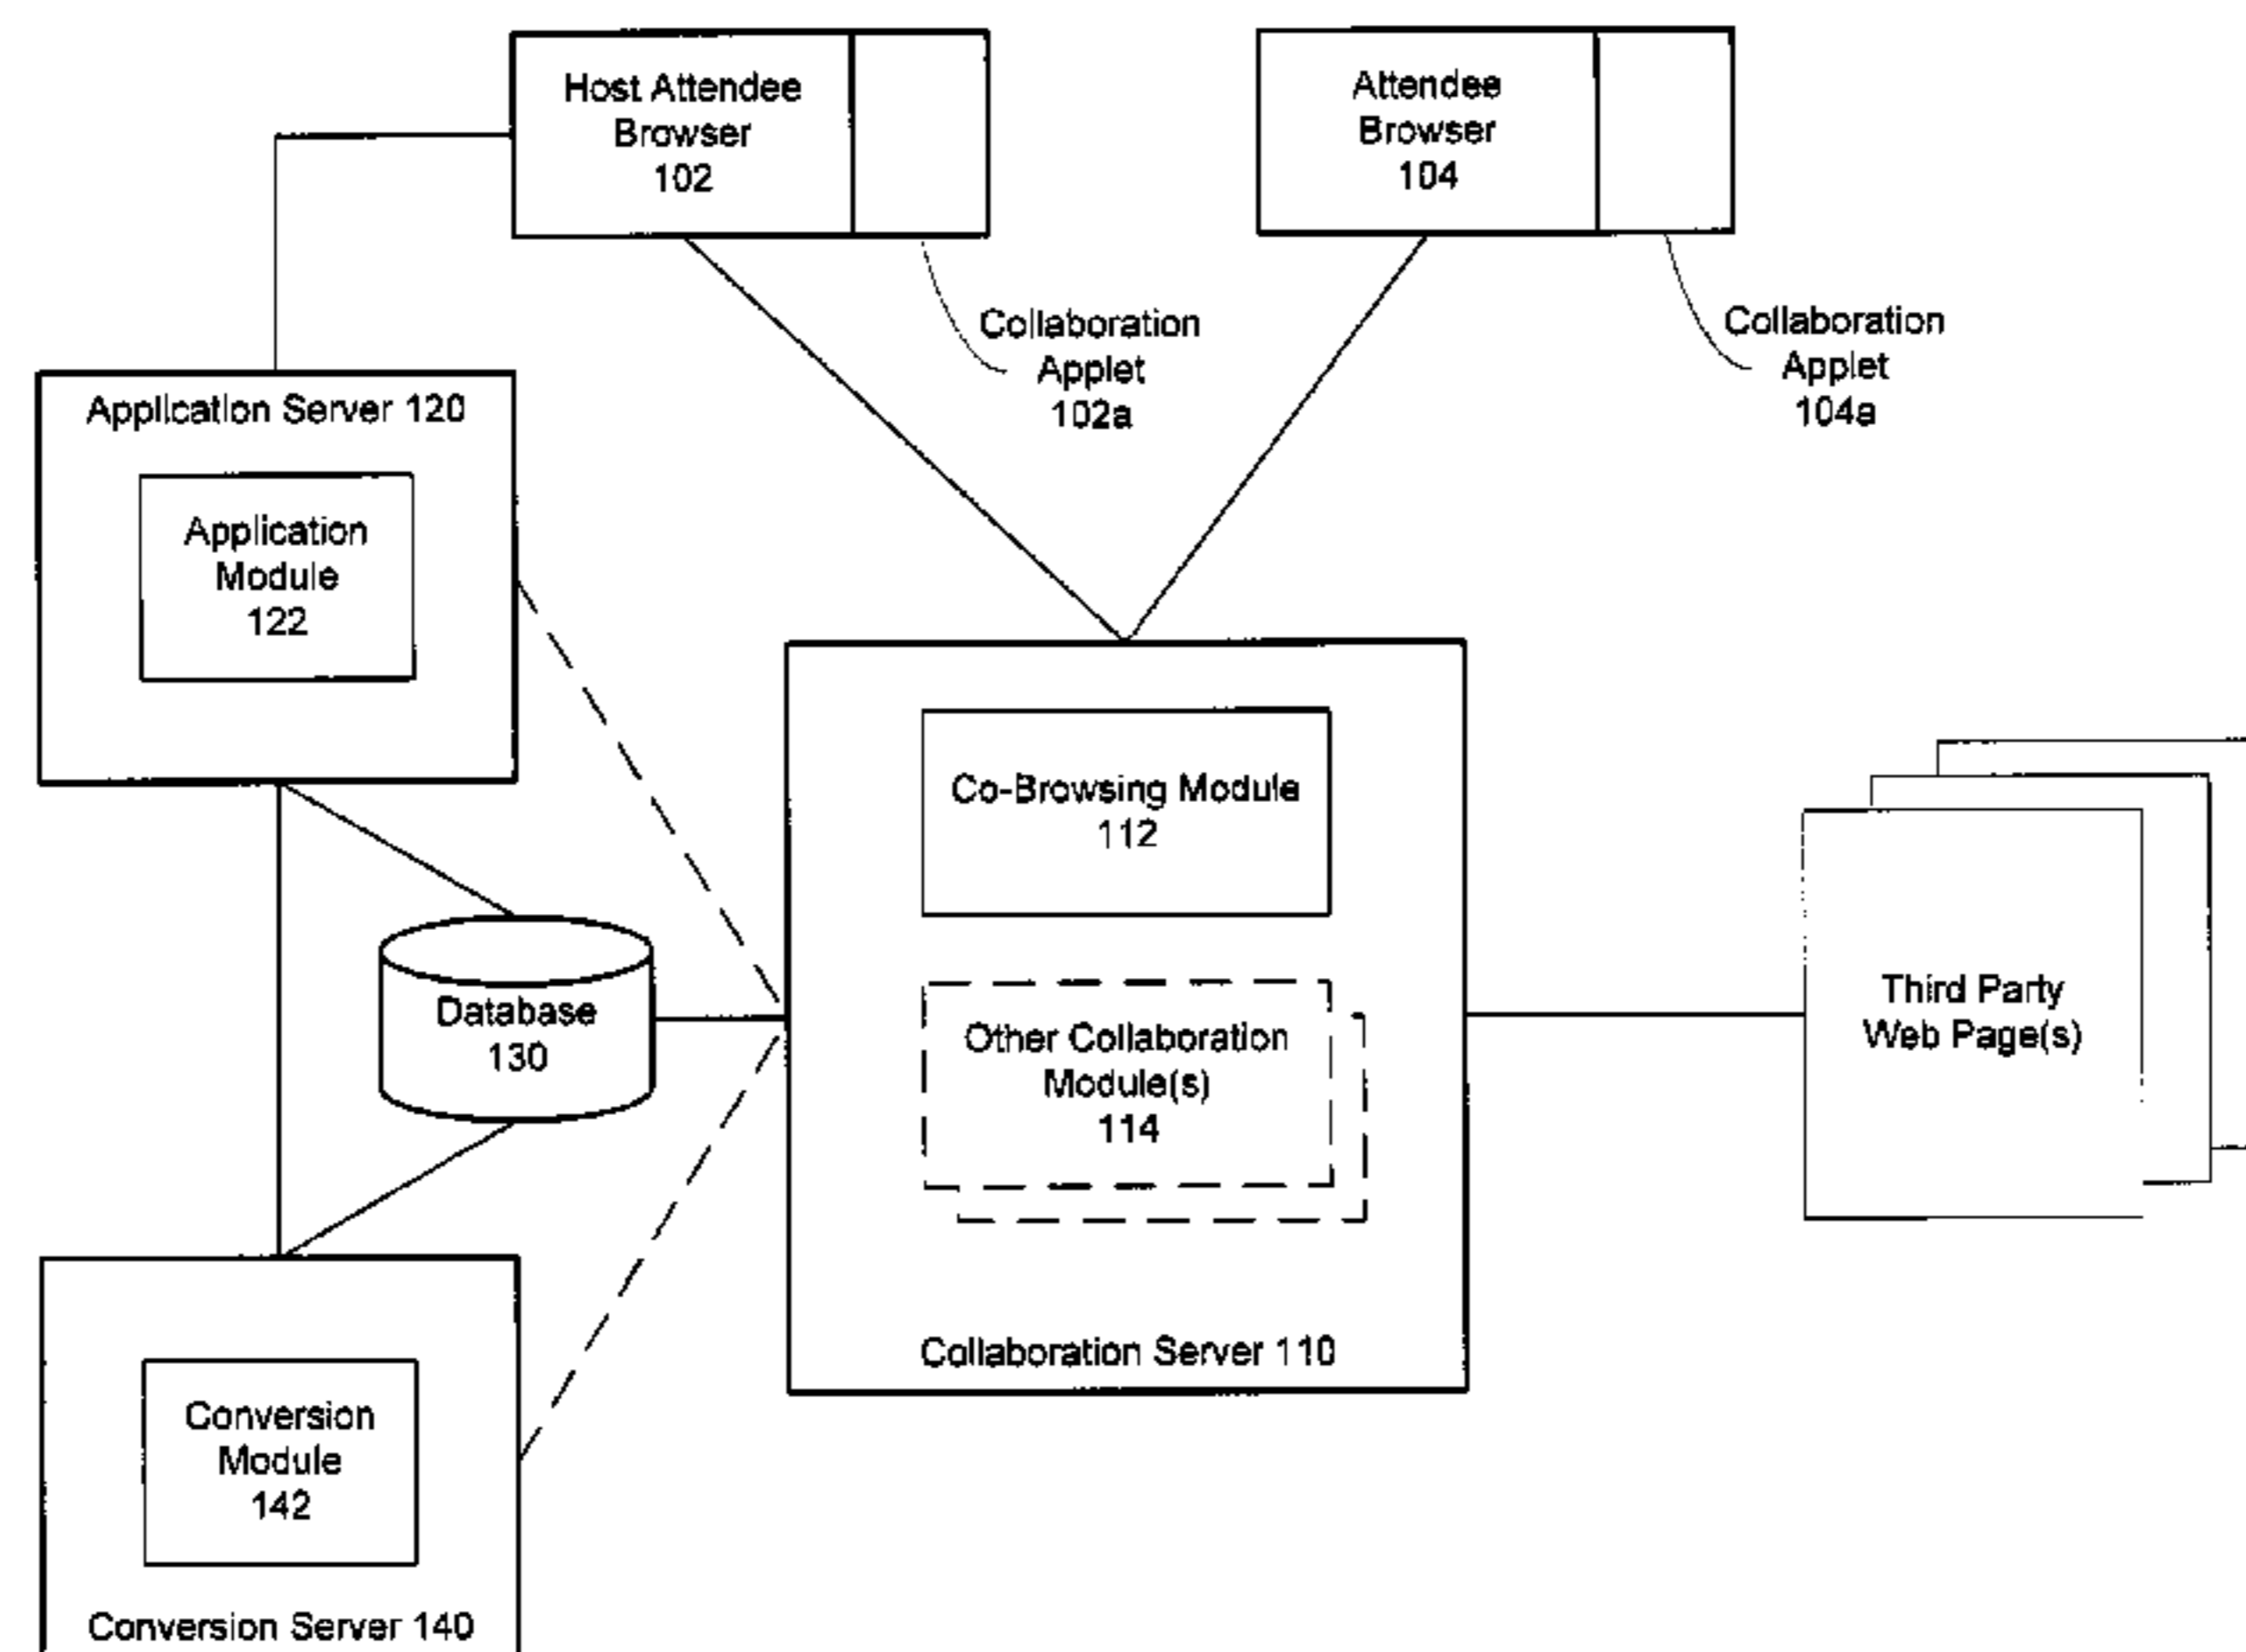 Host Attendee
Browser
102
Attendee
Browser
104
Collaboration
Applet
102a
Collaboration
Applet
104a
Application Server 120
Application
Module
122
Co-Browsing Module
112
Database
130
Other Collaboration
Module(s)
114
Third Party
Web Page(s)
Collaboration Server 110
Conversion
Module
142
Conversion Server 140